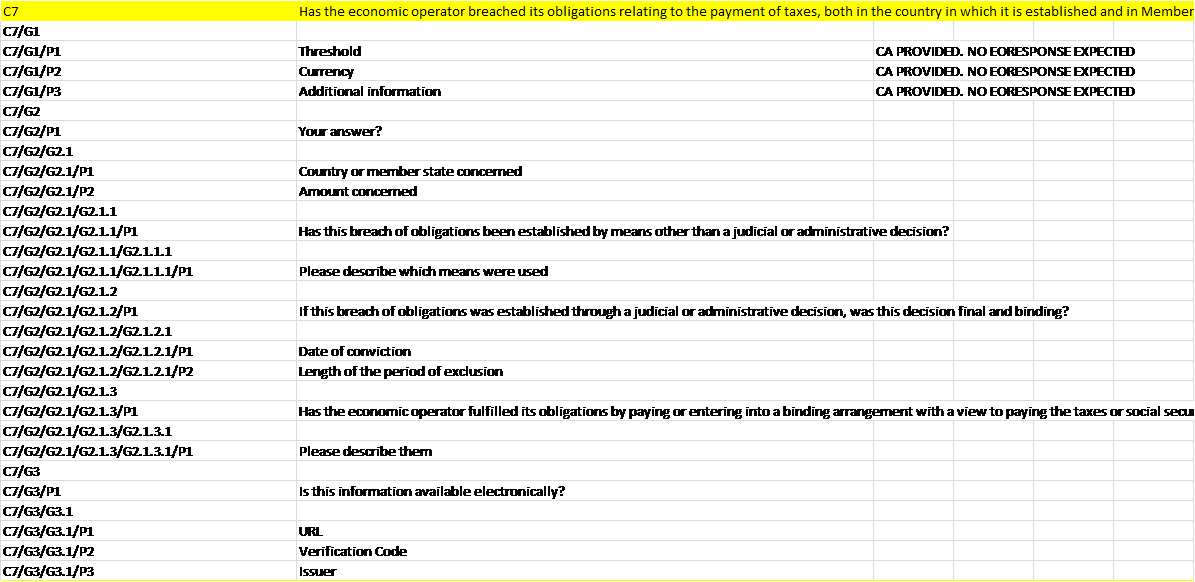 C7 Has the economic operator breached its obligations relating to the payment of taxes, both in the country in which it is established and in Member
C7/G1
C7/G1/P1 Threshold CA PROVIDED. NO EORESPONSE EXPECTED
C7/G1/P2 Currency CA PROVIDED. NO EORESPONSE EXPECTED
C7/G1/P3 Additional information CA PROVIDED. NO EORESPONSE EXPECTED
C7/G2
C7/G2/P1 Your answer?
C7/G2/G2.1
C7/G2/G2.1/P1 Country or member state concerned
C7/G2/G2.1/P2 Amount concerned
C7/G2/G2.1/G2.1.1
C7/G2/G2.1/G2.1.1/P1 Has this breach of obligations been established by means other than a judicial or administrative decision?
C7/G2/G2.1/G2.1.1/G2.1.1.1
C7/G2/G2.1/G2.1.1/G2.1.1.1/P1 Please describe which means were used
C7/G2/G2.1/G2.1.2
C7/G2/G2.1/G2.1.2/P1 If this breach of obligations was established through a judicial or administrative decision, was this decision final and binding?
C7/G2/G2.1/G2.1.2/G2.1.2.1
C7/G2/G2.1/G2.1.2/G2.1.2.1/P1 Date of conviction
C7/G2/G2.1/G2.1.2/G2.1.2.1/P2 Length of the period of exclusion
C7/G2/G2.1/G2.1.3
C7/G2/G2.1/G2.1.3/P1 Has the economic operator fulfilled its obligations by paying or entering into a binding arrangement with a view to paying the taxes or social secu
C7/G2/G2.1/G2.1.3/G2.1.3.1
C7/G2/G2.1/G2.1.3/G2.1.3.1/P1 Please describe them
C7/G3
C7/G3/P1 Is this information available electronically?
C7/G3/G3.1
C7/G3/G3.1/P1 URL
C7/G3/G3.1/P2 Verification Code
C7/G3/G3.1/P3 Issuer